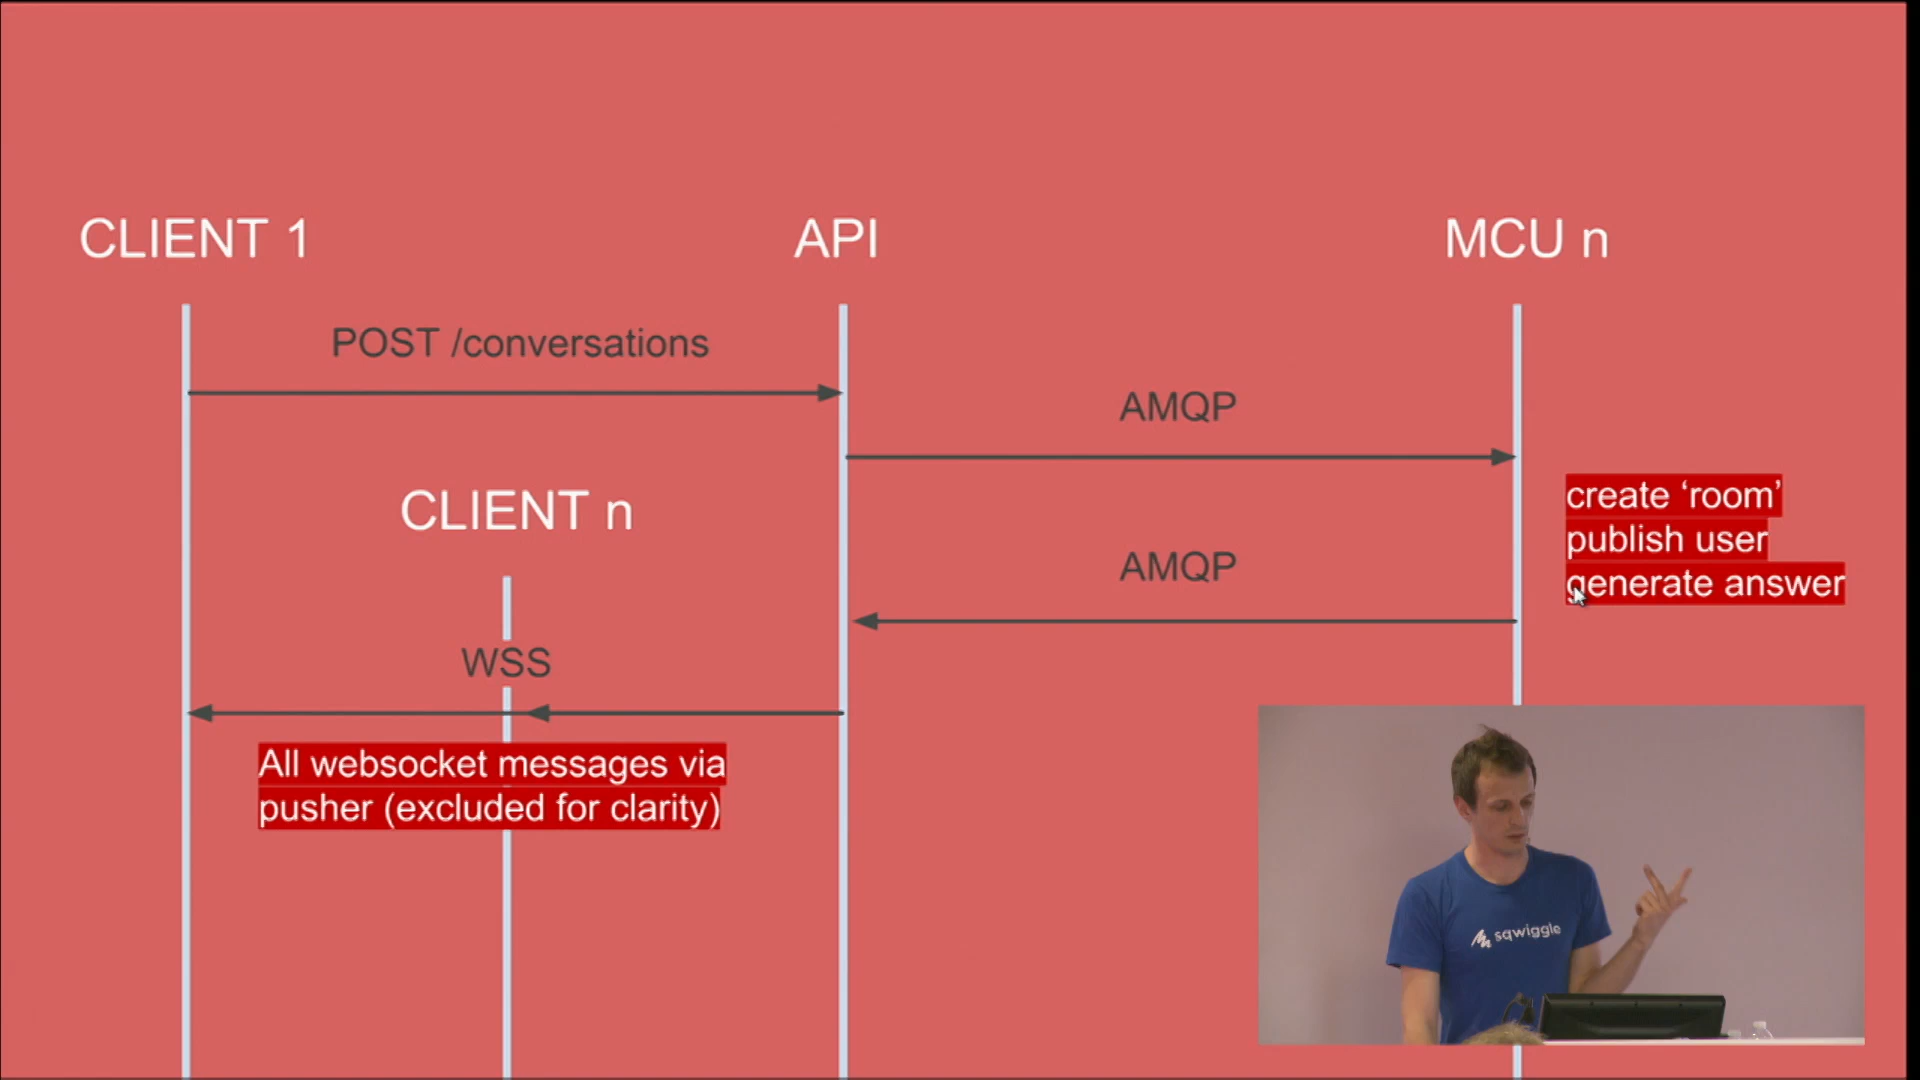 CLIENT 1
API
MCU n
POST /conversations
AMQP
CLIENT n
create ‘room’
publish user
generate answer
AMQP
WSS
All websocket messages via
pusher (excluded for clarity)
sqwiggle